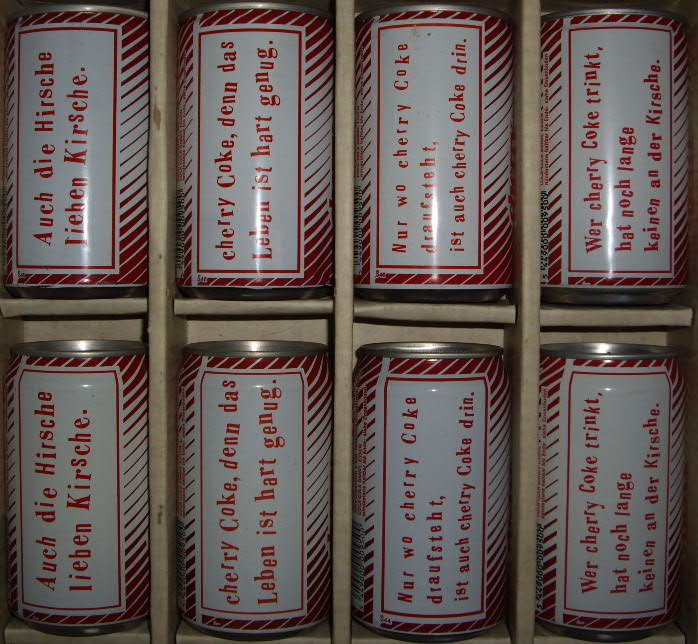 Auch die Hirsche
lieben Kirsche.
cherry Coke, denn das
Leben ist hart genug.
Nur wo cherry Coke
draufsteht,
ist auch cherry Coke drin.
Wer cherry Coke trinkt,
hat noch lange
keinen an der Kirsche.
Auch die Hirsche
lieben Kirsche.
cherry Coke, denn das
Leben ist hart genug.
Nur wo cherry Coke
draufsteht,
ist auch cherry Coke drin.
Wer cherry Coke trinkt,
hat noch lange
keinen an der Kirsche.